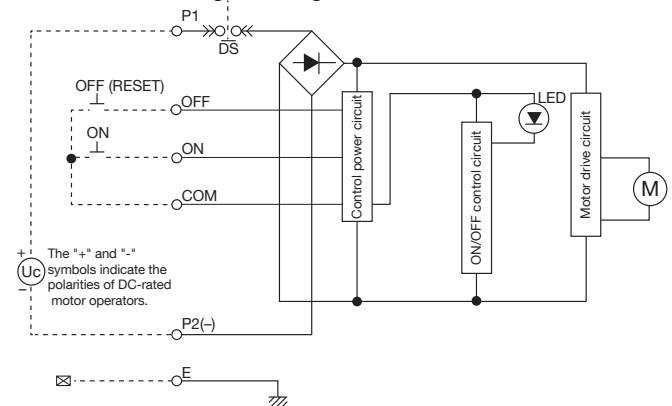 P1
DS
OFF (RESET)
OFF
ON
ON
COM
Control power circuit
ON/OFF control circuit
LED
Motor drive circuit
M
+
Uc
−
The "+" and "-"
symbols indicate the
polarities of DC-rated
motor operators.
P2(−)
E